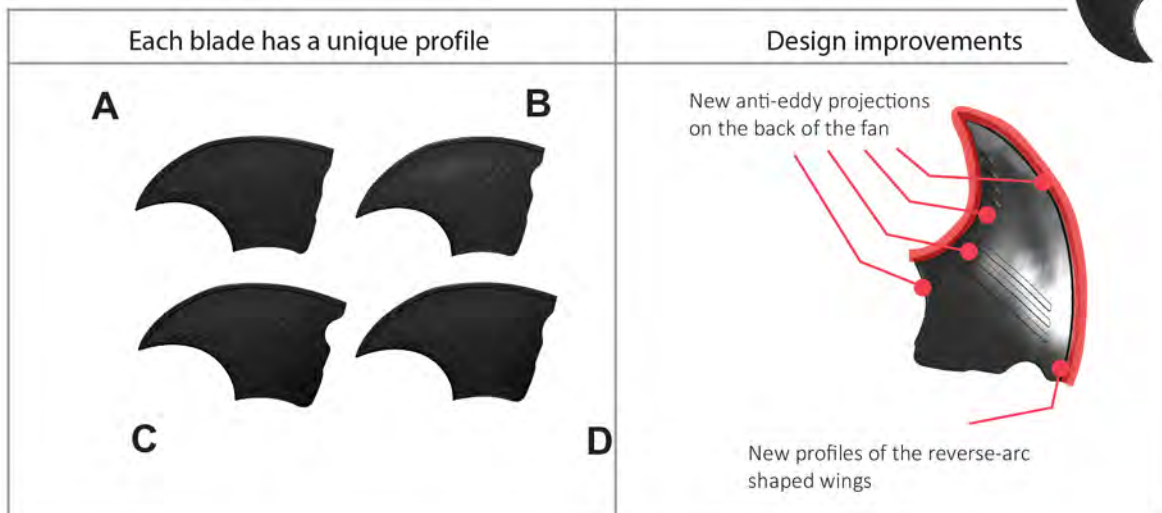 Each blade has a unique profile
Design improvements
A
B
New anti-eddy projections
on the back of the fan
C
D
New profiles of the reverse-arc
shaped wings